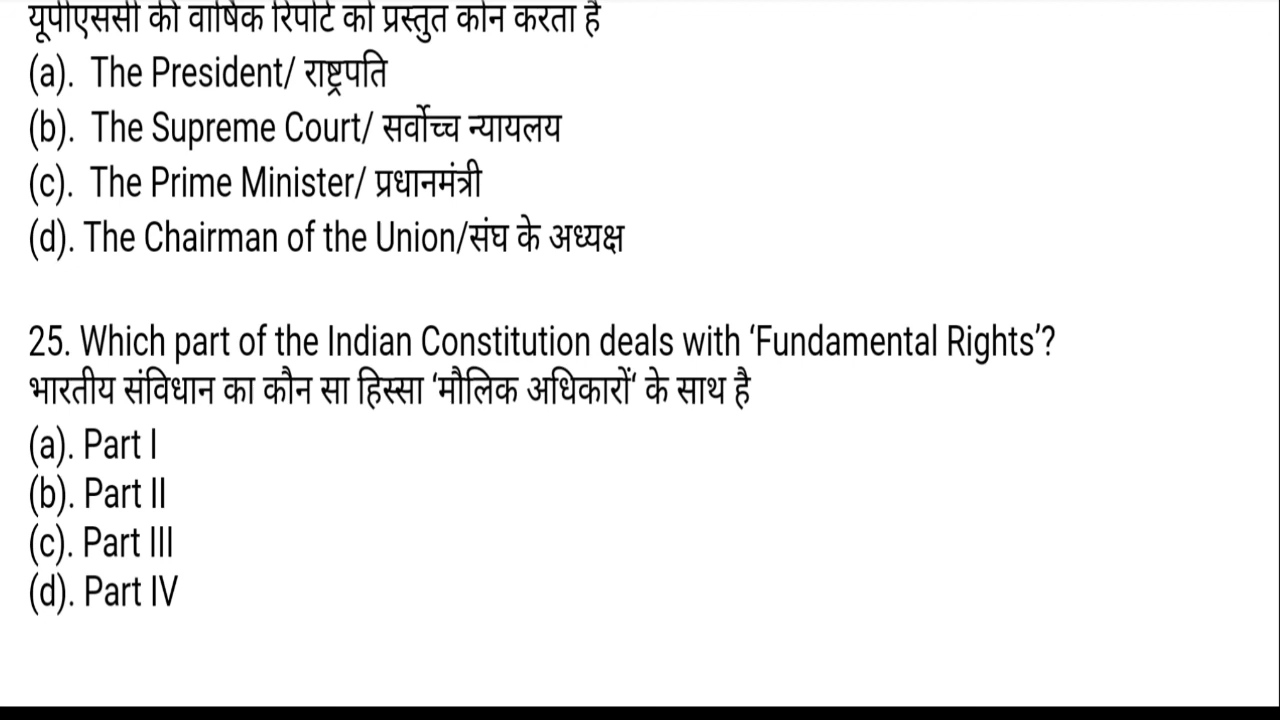 यूपीएससी की वार्षिक रिपोर्ट को प्रस्तुत कौन करता है
(a). The President/ राष्ट्रपति
(b). The Supreme Court/ सर्वोच्च न्यायलय
(c). The Prime Minister/ प्रधानमंत्री
(d). The Chairman of the Union/संघ के अध्यक्ष
25. Which part of the Indian Constitution deals with ‘Fundamental Rights’?
भारतीय संविधान का कौन सा हिस्सा ‘मौलिक अधिकारों‘ के साथ है
(a). Part I
(b). Part II
(c). Part III
(d). Part IV